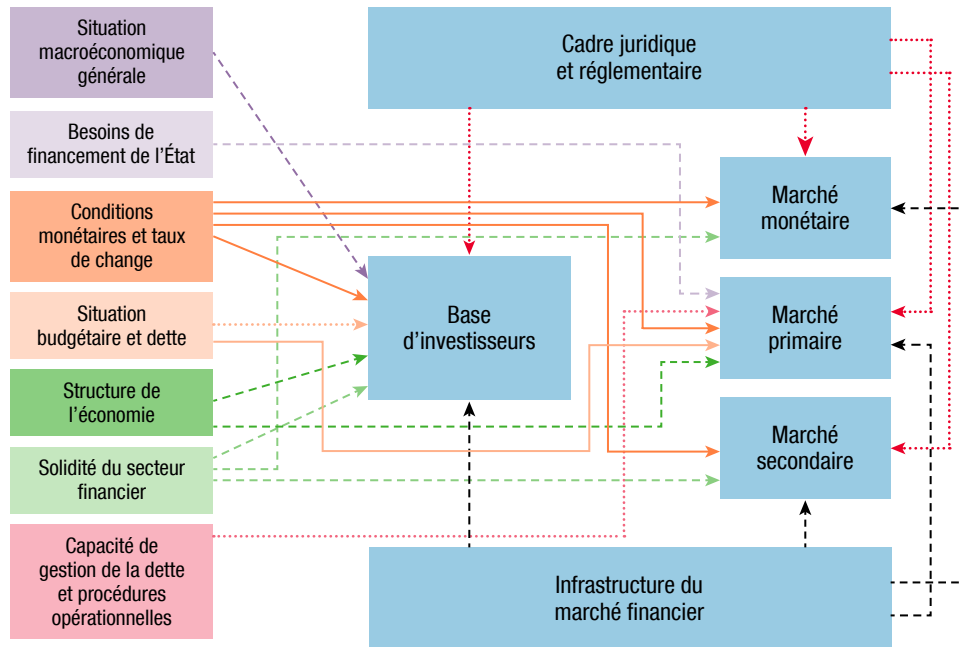 Situation
macroéconomique
générale
Besoins de
financement de l’État
Conditions
monétaires et taux
de change
Situation
budgétaire et dette
Structure de
l’économie
Solidité du secteur
financier
Capacité de
gestion de la dette
et procédures
opérationnelles
Cadre juridique
et réglementaire
Base
d’investisseurs
Marché
monétaire
Marché
primaire
Marché
secondaire
Infrastructure du
marché financier